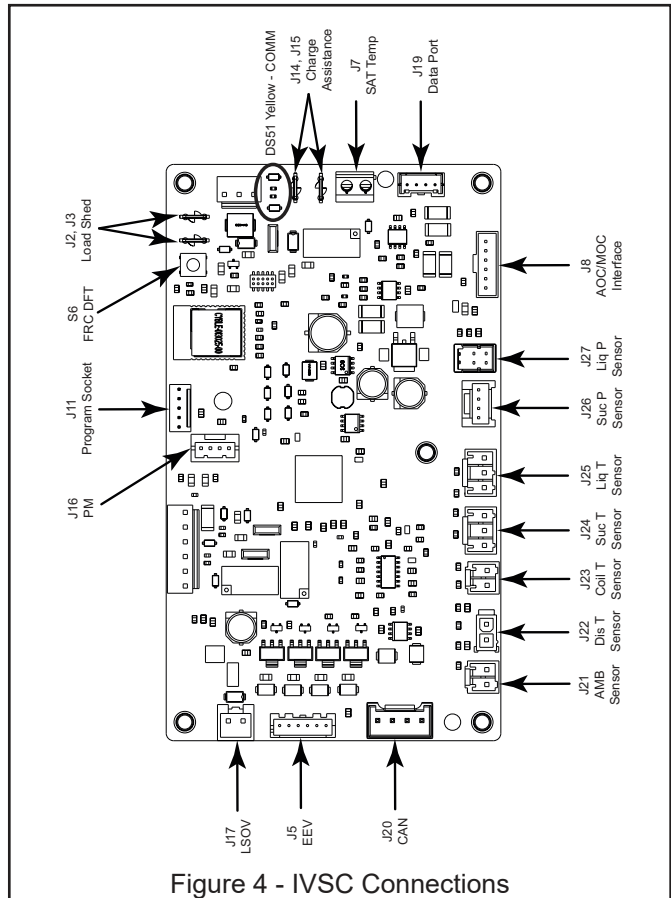 DS51 Yellow - COMM
J14, J15
Charge
Assistance
J7
SAT Temp
J19
Data Port
J2, J3
Load Shed
S6
FRC DFT
J11
Program Socket
J16
PM
J8
AOC/MOC
Interface
J27
Liq P
Sensor
J26
Suc P
Sensor
J25
Liq T
Sensor
J24
Suc T
Sensor
J23
Coil T
Sensor
J22
Dis T
Sensor
J21
AMB
Sensor
J17
LSOV
J5
EEV
J20
CAN
Figure 4 - IVSC Connections